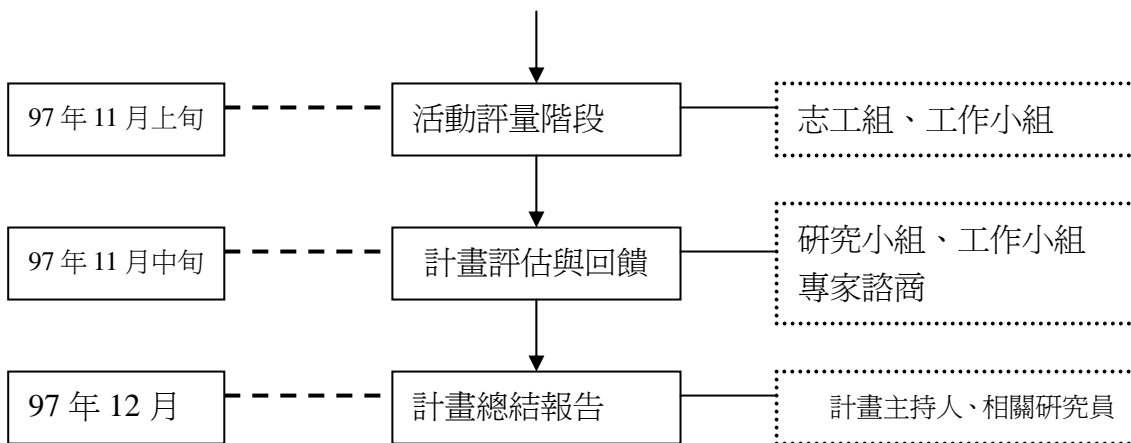 97 年 11 月上旬
活動評量階段
志工組、工作小組
97 年 11 月中旬
計畫評估與回饋
研究小組、工作小組
專家諮商
97 年 12 月
計畫總結報告
計畫主持人、相關研究員